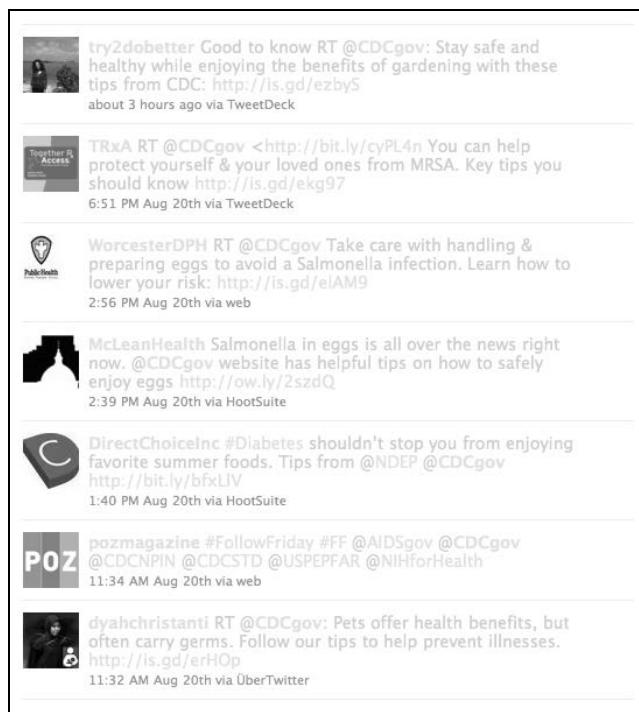 try2dobetter Good to know RT @CDCgov: Stay safe and
healthy while enjoying the benefits of gardening with these
tips from CDC: http://is.gd/ezbyS
about 3 hours ago via TweetDeck
Together Rx
Access
TRxA RT @CDCgov <http://bit.ly/cyPL4n You can help
protect yourself & your loved ones from MRSA. Key tips you
should know http://is.gd/ekg97
6:51 PM Aug 20th via TweetDeck
Public Health
WorcesterDPH RT @CDCgov Take care with handling &
preparing eggs to avoid a Salmonella infection. Learn how to
lower your risk: http://is.gd/elAM9
2:56 PM Aug 20th via web
McLeanHealth Salmonella in eggs is all over the news right
now. @CDCgov website has helpful tips on how to safely
enjoy eggs http://ow.ly/2szdQ
2:39 PM Aug 20th via HootSuite
C
DirectChoiceInc #Diabetes shouldn't stop you from enjoying
favorite summer foods. Tips from @NDEP @CDCgov
http://bit.ly/bfxLIV
1:40 PM Aug 20th via HootSuite
POZ
pozmagazine #FollowFriday #FF @AIDSgov @CDCgov
@CDCNPIN @CDCSTD @USPEPFAR @NIHforHealth
11:34 AM Aug 20th via web
dyahchristanti RT @CDCgov: Pets offer health benefits, but
often carry germs. Follow our tips to help prevent illnesses.
http://is.gd/erHOp
11:32 AM Aug 20th via ÜberTwitter